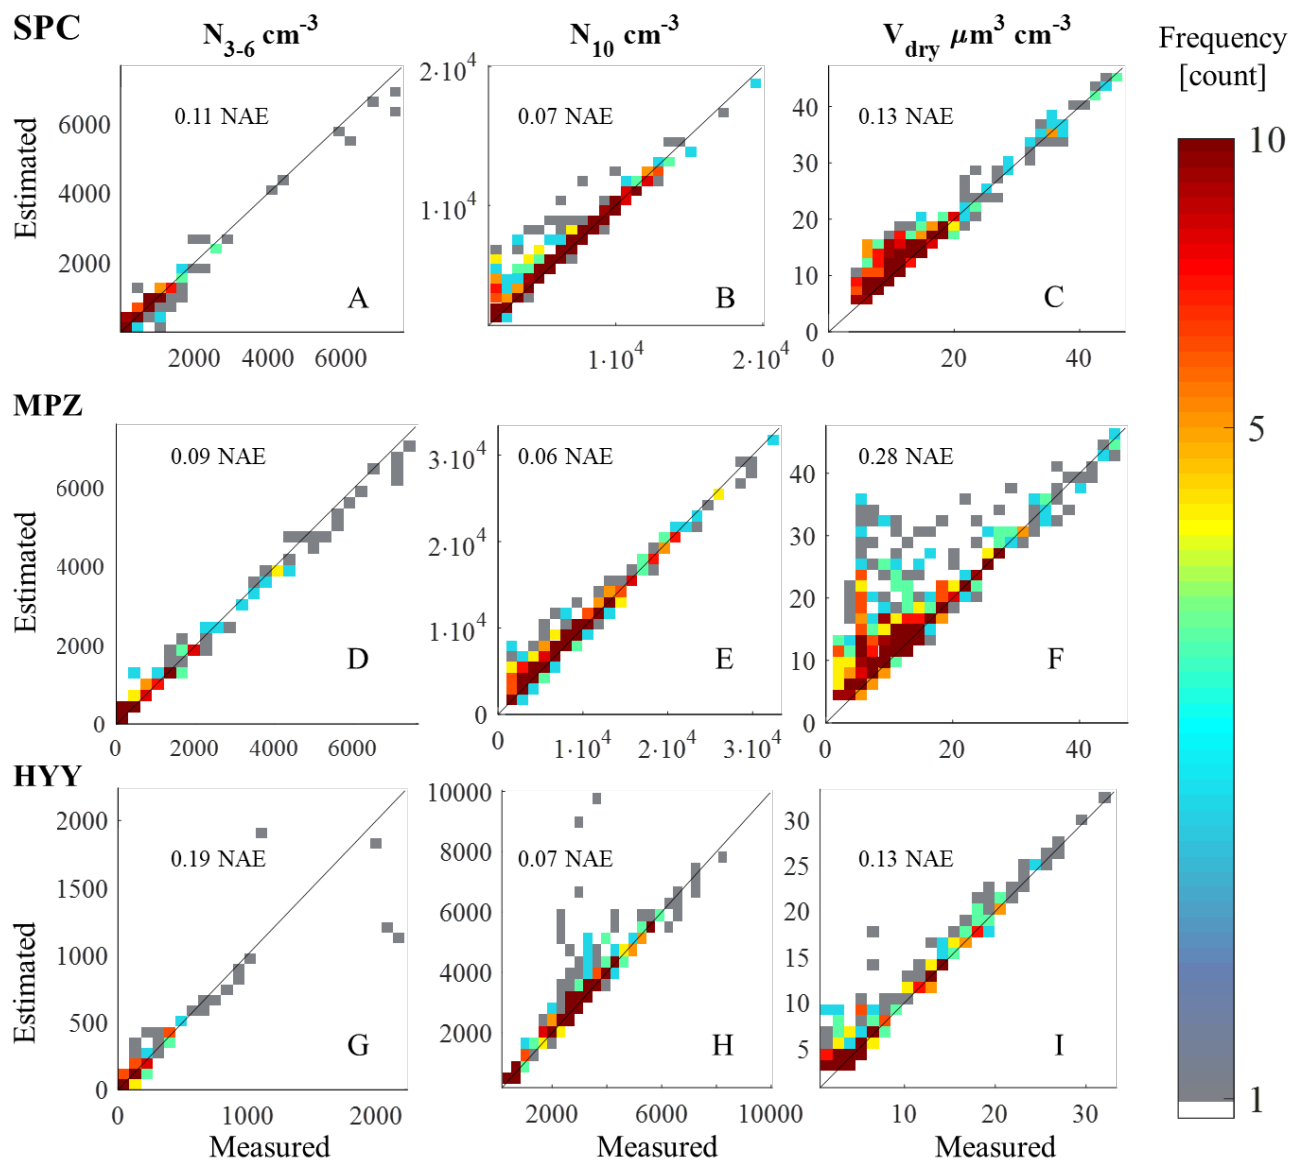 SPC
N3-6 cm-3
N10 cm-3
Vdry μm3 cm-3
Frequency
[count]
10
5
1
Estimated
6000
4000
2000
0.11 NAE
A
2000 4000 6000
2·10^4
1·10^4
0.07 NAE
B
1·10^4 2·10^4
40
30
20
10
0
0.13 NAE
C
0 20 40
MPZ
Estimated
6000
4000
2000
0
0.09 NAE
D
0 2000 4000 6000
3·10^4
2·10^4
1·10^4
0
0.06 NAE
E
0 1·10^4 2·10^4 3·10^4
40
30
20
10
0
0.28 NAE
F
0 20 40
HYY
Estimated
2000
1500
1000
500
0
0.19 NAE
G
0 1000 2000
Measured
10000
8000
6000
4000
2000
0.07 NAE
H
2000 6000 10000
Measured
30
25
20
15
10
5
0.13 NAE
I
10 20 30
Measured